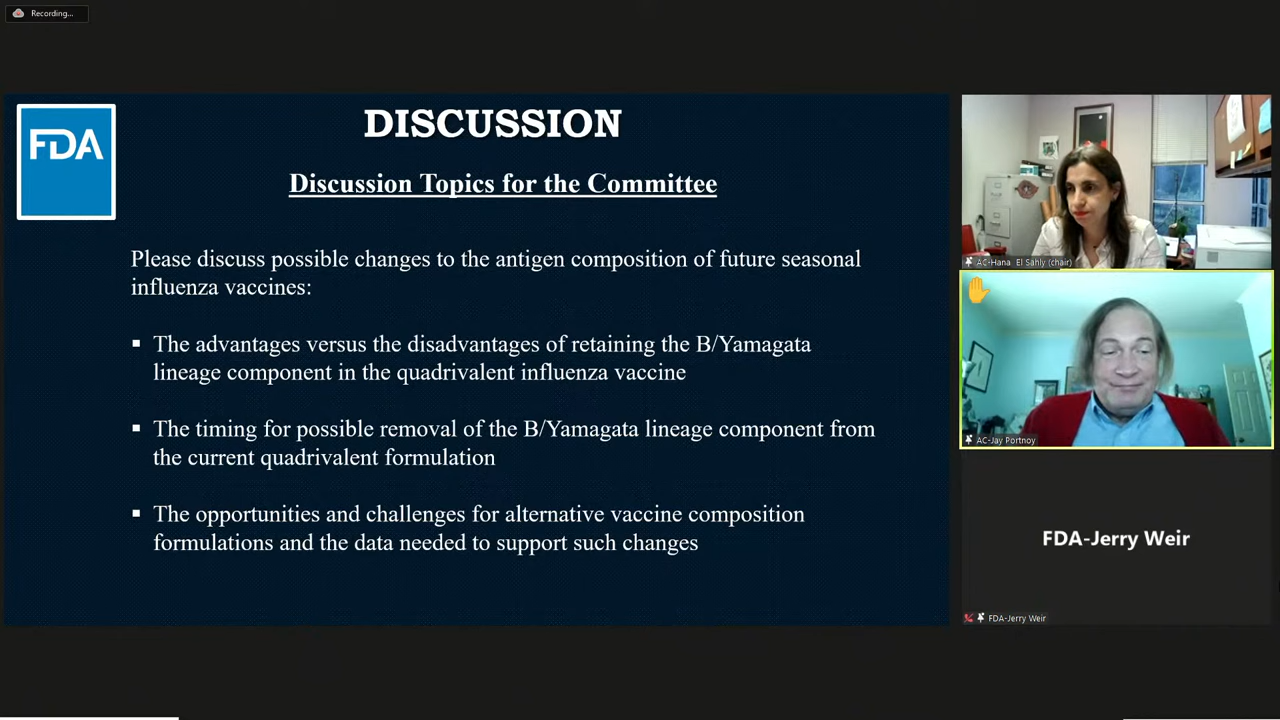 Recording...
FDA
DISCUSSION
Discussion Topics for the Committee
Please discuss possible changes to the antigen composition of future seasonal
influenza vaccines:
▪ The advantages versus the disadvantages of retaining the B/Yamagata
lineage component in the quadrivalent influenza vaccine
▪ The timing for possible removal of the B/Yamagata lineage component from
the current quadrivalent formulation
▪ The opportunities and challenges for alternative vaccine composition
formulations and the data needed to support such changes
AC-Hana El Sahly (chair)
AC-Jay Portnoy
FDA-Jerry Weir
FDA-Jerry Weir